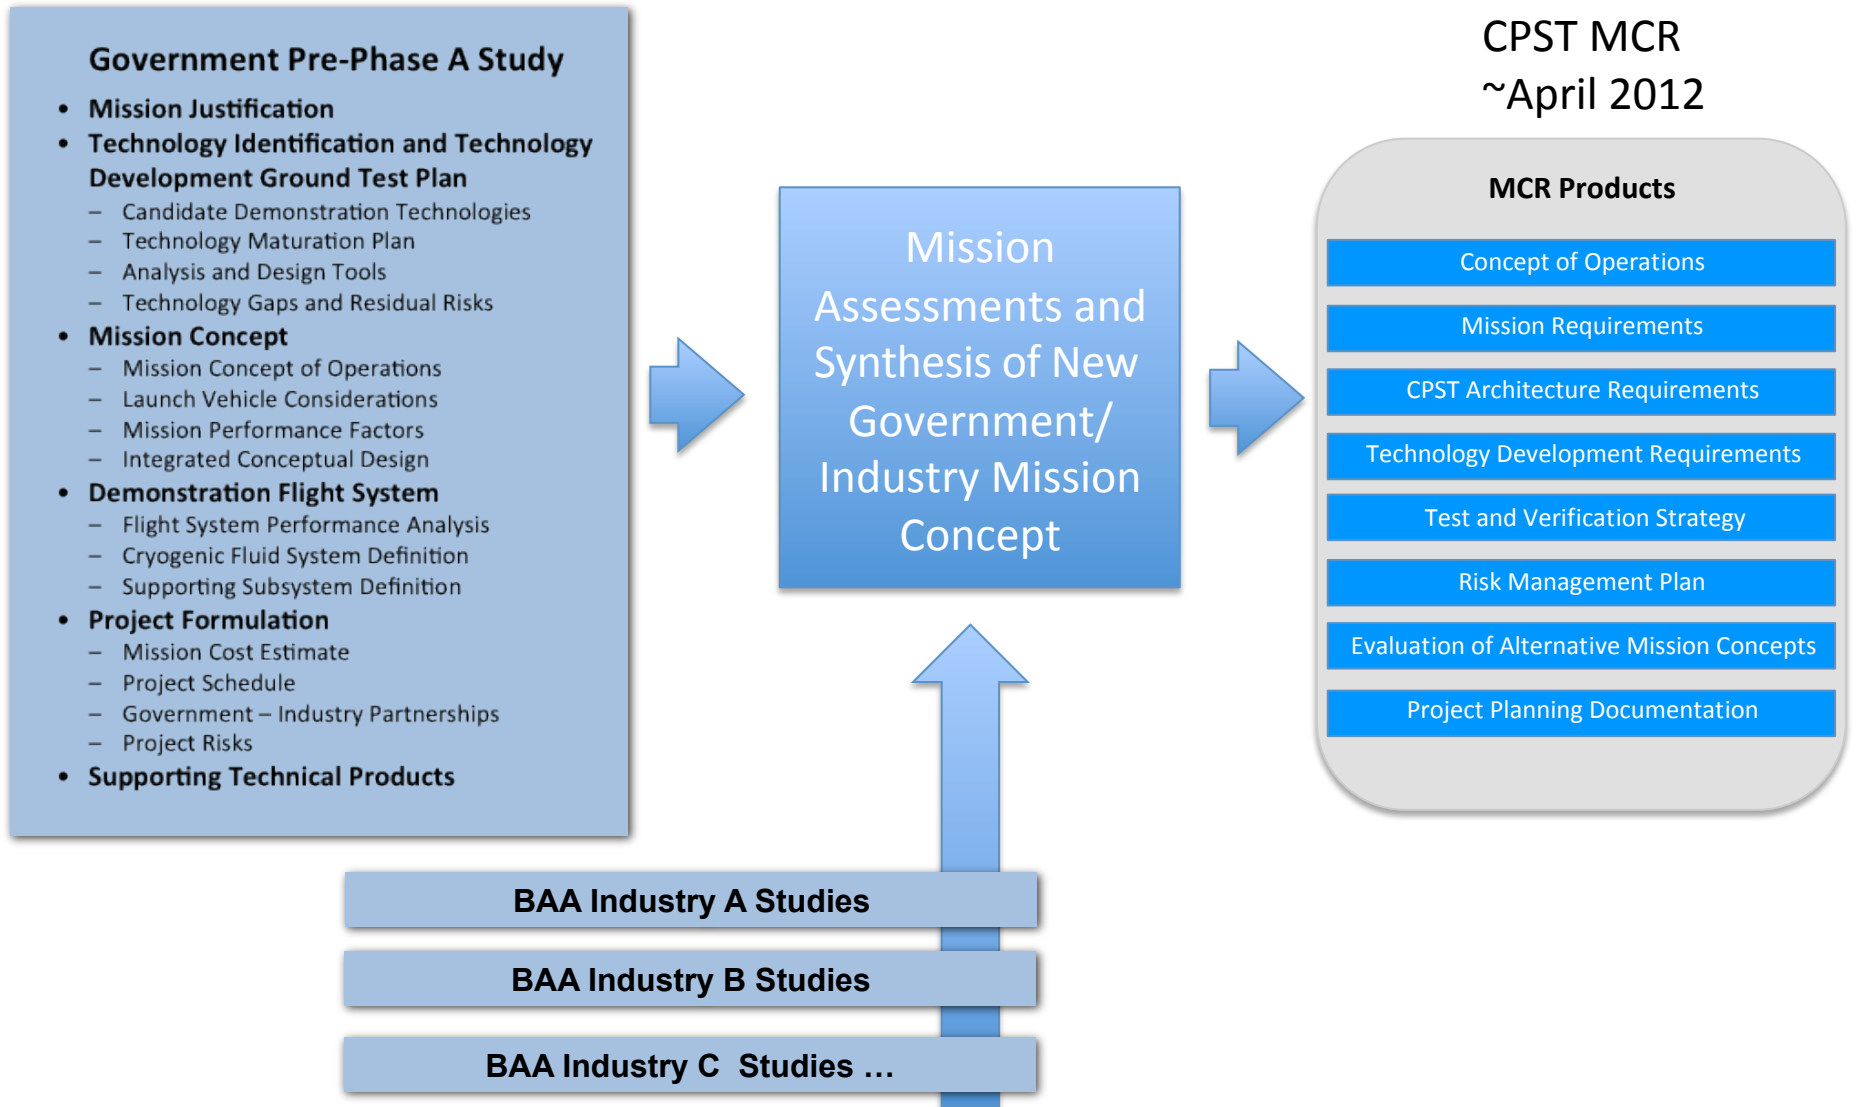 Government Pre-Phase A Study
• Mission Justification
• Technology Identification and Technology
Development Ground Test Plan
– Candidate Demonstration Technologies
– Technology Maturation Plan
– Analysis and Design Tools
– Technology Gaps and Residual Risks
• Mission Concept
– Mission Concept of Operations
– Launch Vehicle Considerations
– Mission Performance Factors
– Integrated Conceptual Design
• Demonstration Flight System
– Flight System Performance Analysis
– Cryogenic Fluid System Definition
– Supporting Subsystem Definition
• Project Formulation
– Mission Cost Estimate
– Project Schedule
– Government – Industry Partnerships
– Project Risks
• Supporting Technical Products
Mission
Assessments and
Synthesis of New
Government/
Industry Mission
Concept
CPST MCR
~April 2012
MCR Products
Concept of Operations
Mission Requirements
CPST Architecture Requirements
Technology Development Requirements
Test and Verification Strategy
Risk Management Plan
Evaluation of Alternative Mission Concepts
Project Planning Documentation
BAA Industry A Studies
BAA Industry B Studies
BAA Industry C  Studies …